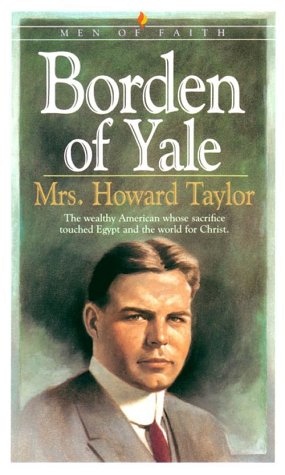 MEN OF FAITH
Borden
of Yale
Mrs. Howard Taylor
The wealthy American whose sacrifice
touched Egypt and the world for Christ.